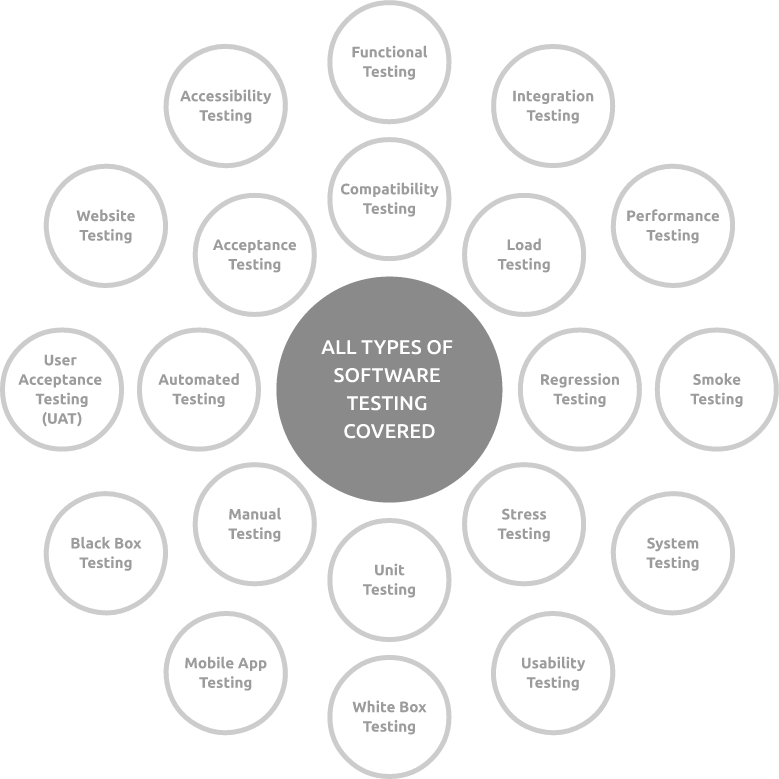 Functional
Testing
Accessibility
Testing
Integration
Testing
Compatibility
Testing
Website
Testing
Performance
Testing
Acceptance
Testing
Load
Testing
ALL TYPES OF
SOFTWARE
TESTING
COVERED
User
Acceptance
Testing
(UAT)
Automated
Testing
Regression
Testing
Smoke
Testing
Manual
Testing
Stress
Testing
Black Box
Testing
System
Testing
Unit
Testing
Mobile App
Testing
Usability
Testing
White Box
Testing